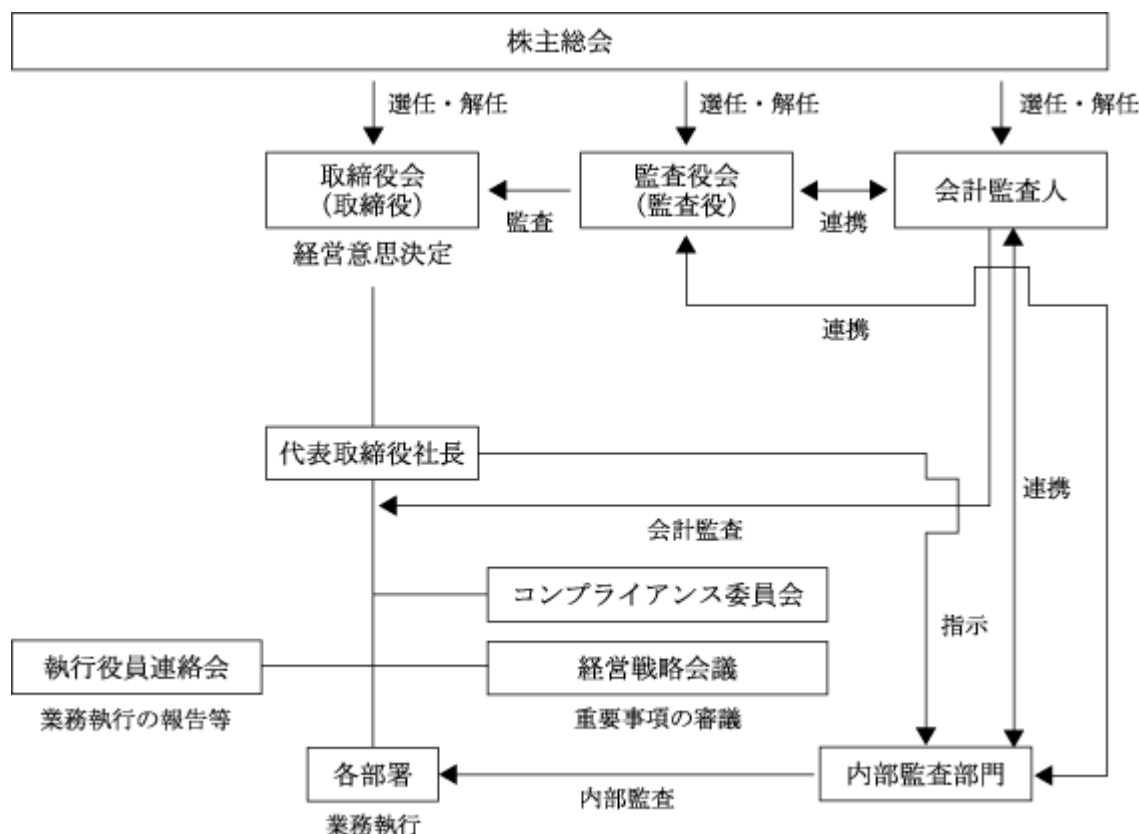 株主総会
選任・解任
選任・解任
選任・解任
取締役会
(取締役)
監査
監査役会
(監査役)
連携
会計監査人
経営意思決定
連携
代表取締役社長
連携
会計監査
コンプライアンス委員会
指示
執行役員連絡会
経営戦略会議
業務執行の報告等
重要事項の審議
各部署
内部監査
内部監査部門
業務執行